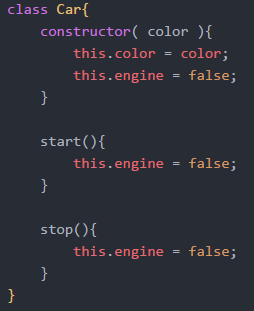 class Car{
    constructor( color ){
        this.color = color;
        this.engine = false;
    }

    start(){
        this.engine = false;
    }

    stop(){
        this.engine = false;
    }
}